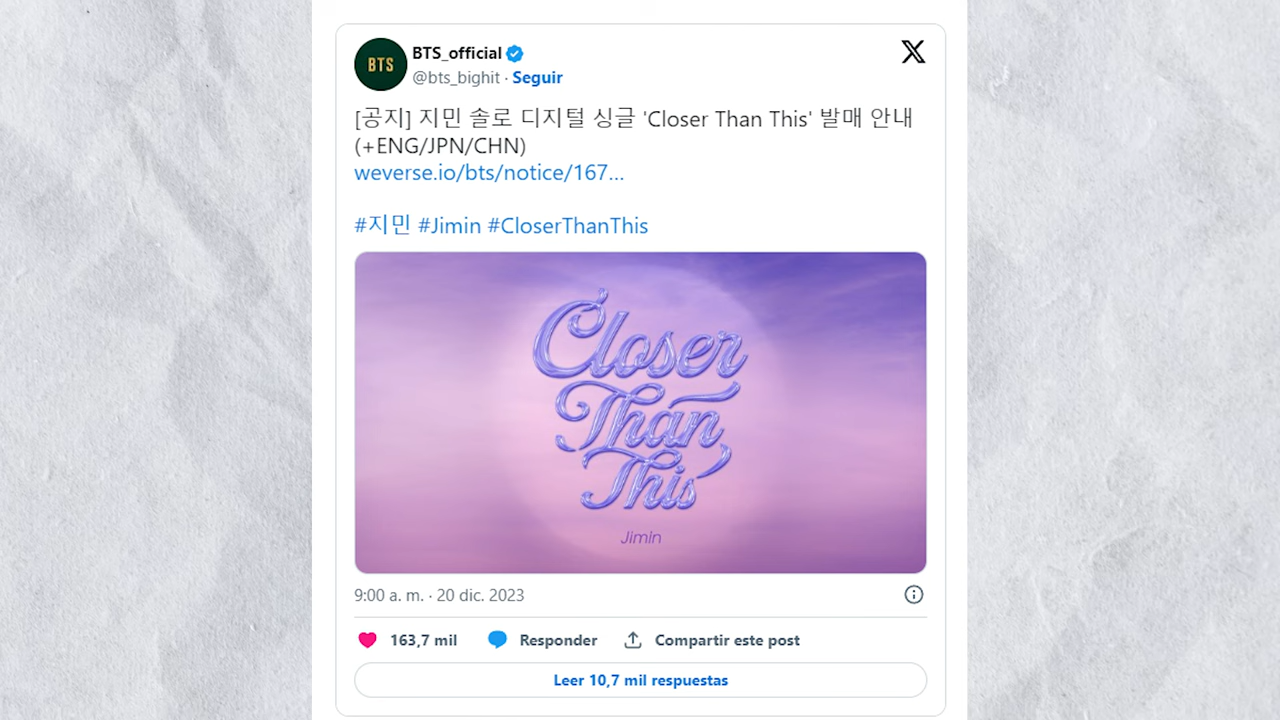 BTS
BTS_official
@bts_bighit · Seguir
[공지] 지민 솔로 디지털 싱글 'Closer Than This' 발매 안내
(+ENG/JPN/CHN)
weverse.io/bts/notice/167...
#지민 #Jimin #CloserThanThis
Closer
Than
This
Jimin
9:00 a. m. · 20 dic. 2023
163,7 mil Responder Compartir este post
Leer 10,7 mil respuestas